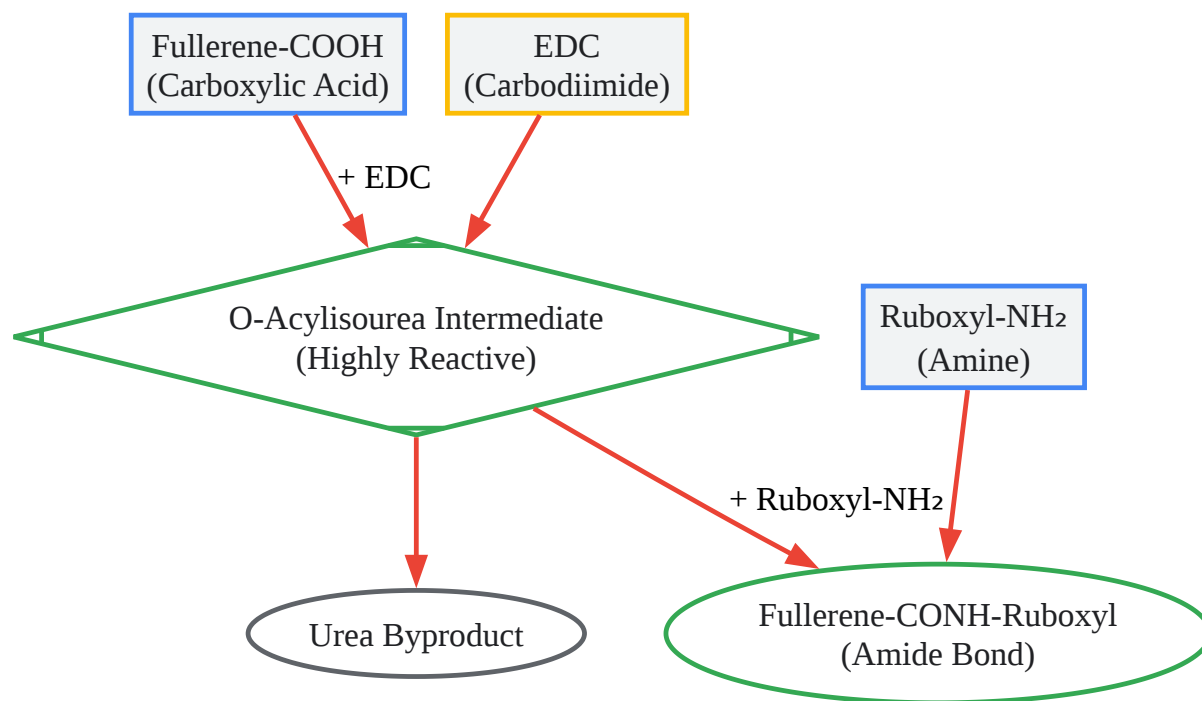 Fullerene-COOH
(Carboxylic Acid)
EDC
(Carbodiimide)
+ EDC
O-Acylisourea Intermediate
(Highly Reactive)
Ruboxyl-NH₂
(Amine)
+ Ruboxyl-NH₂
Urea Byproduct
Fullerene-CONH-Ruboxyl
(Amide Bond)